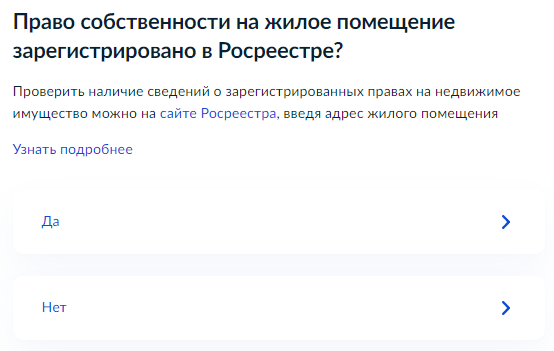 Право собственности на жилое помещение
зарегистрировано в Росреестре?
Проверить наличие сведений о зарегистрированных правах на недвижимое
имущество можно на сайте Росреестра, введя адрес жилого помещения
Узнать подробнее
Да
Нет